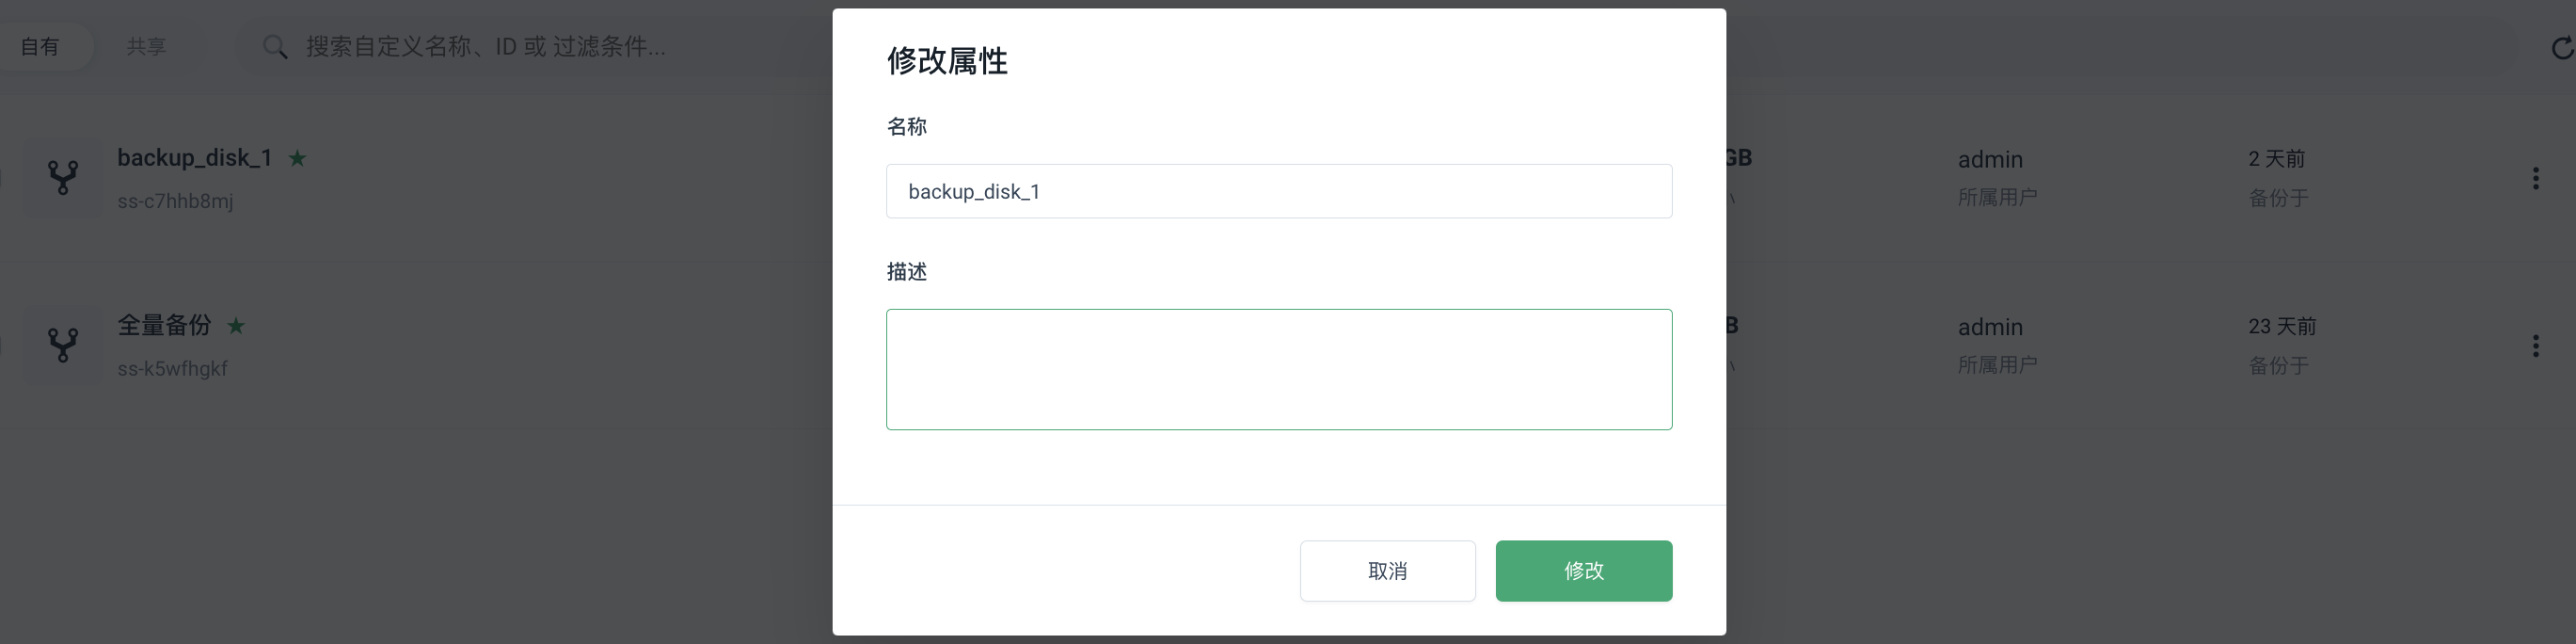 自有
共享
搜索自定义名称、ID 或 过滤条件...
修改属性
名称
backup_disk_1
描述
取消
修改
backup_disk_1
ss-c7hhb8mj
GB
admin
所属用户
2 天前
备份于
全量备份
ss-k5wfhgkf
B
admin
所属用户
23 天前
备份于